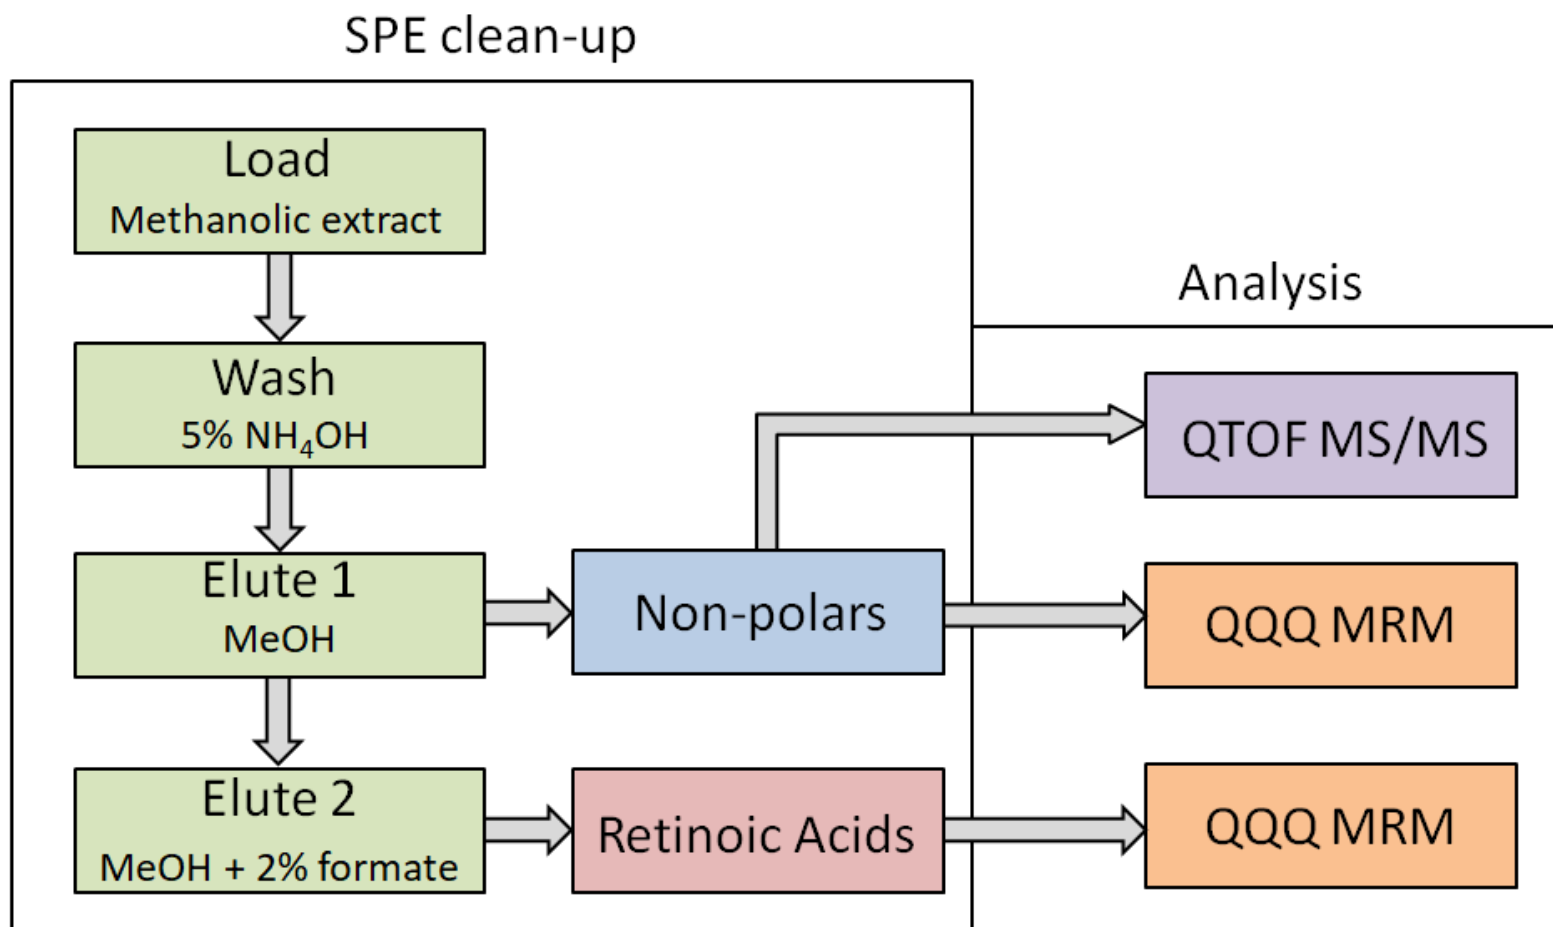 SPE clean-up
Load
Methanolic extract
Wash
5% NH₄OH
Elute 1
MeOH
Non-polars
Elute 2
MeOH + 2% formate
Retinoic Acids
Analysis
QTOF MS/MS
QQQ MRM
QQQ MRM